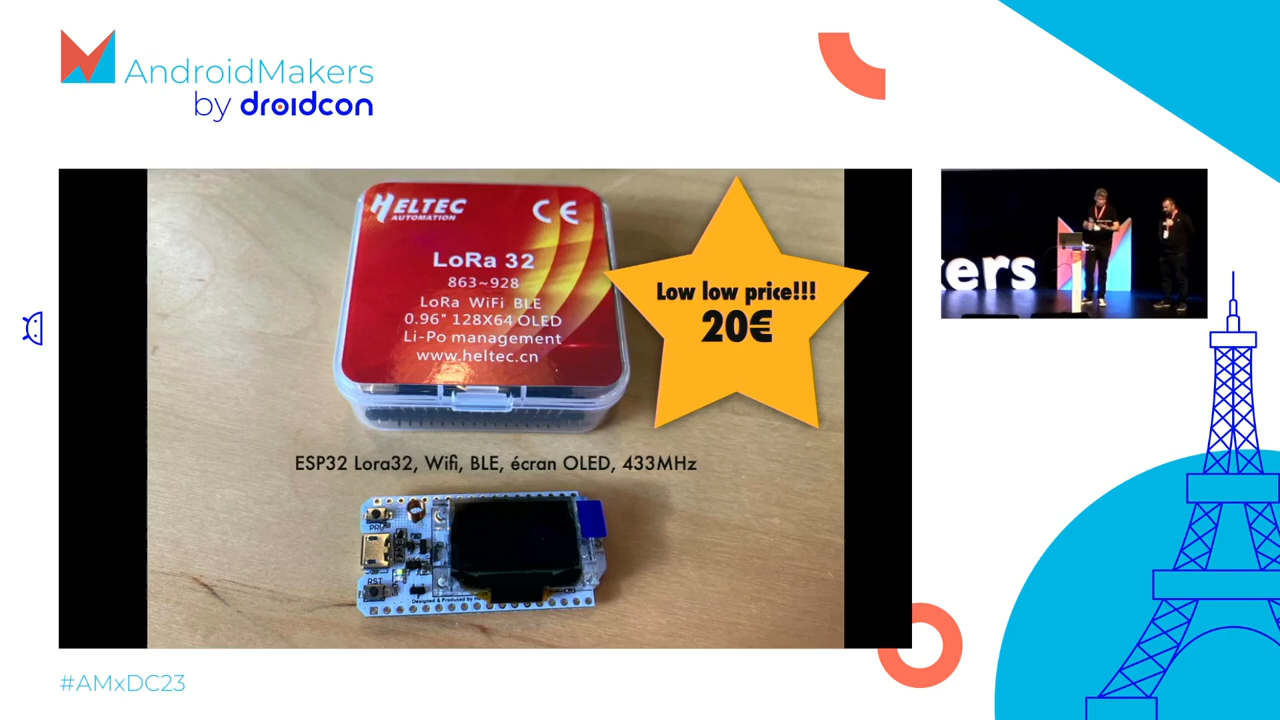 AndroidMakers
by droidcon
HELTEC
AUTOMATION
CE
LoRa 32
863~928
LoRa WiFi BLE
0.96" 128X64 OLED
Li-Po management
www.heltec.cn
Low low price!!!
20€
ers
ESP32 Lora32, Wifi, BLE, écran OLED, 433MHz
PRG
RST
Designed & Produced by
#AMxDC23